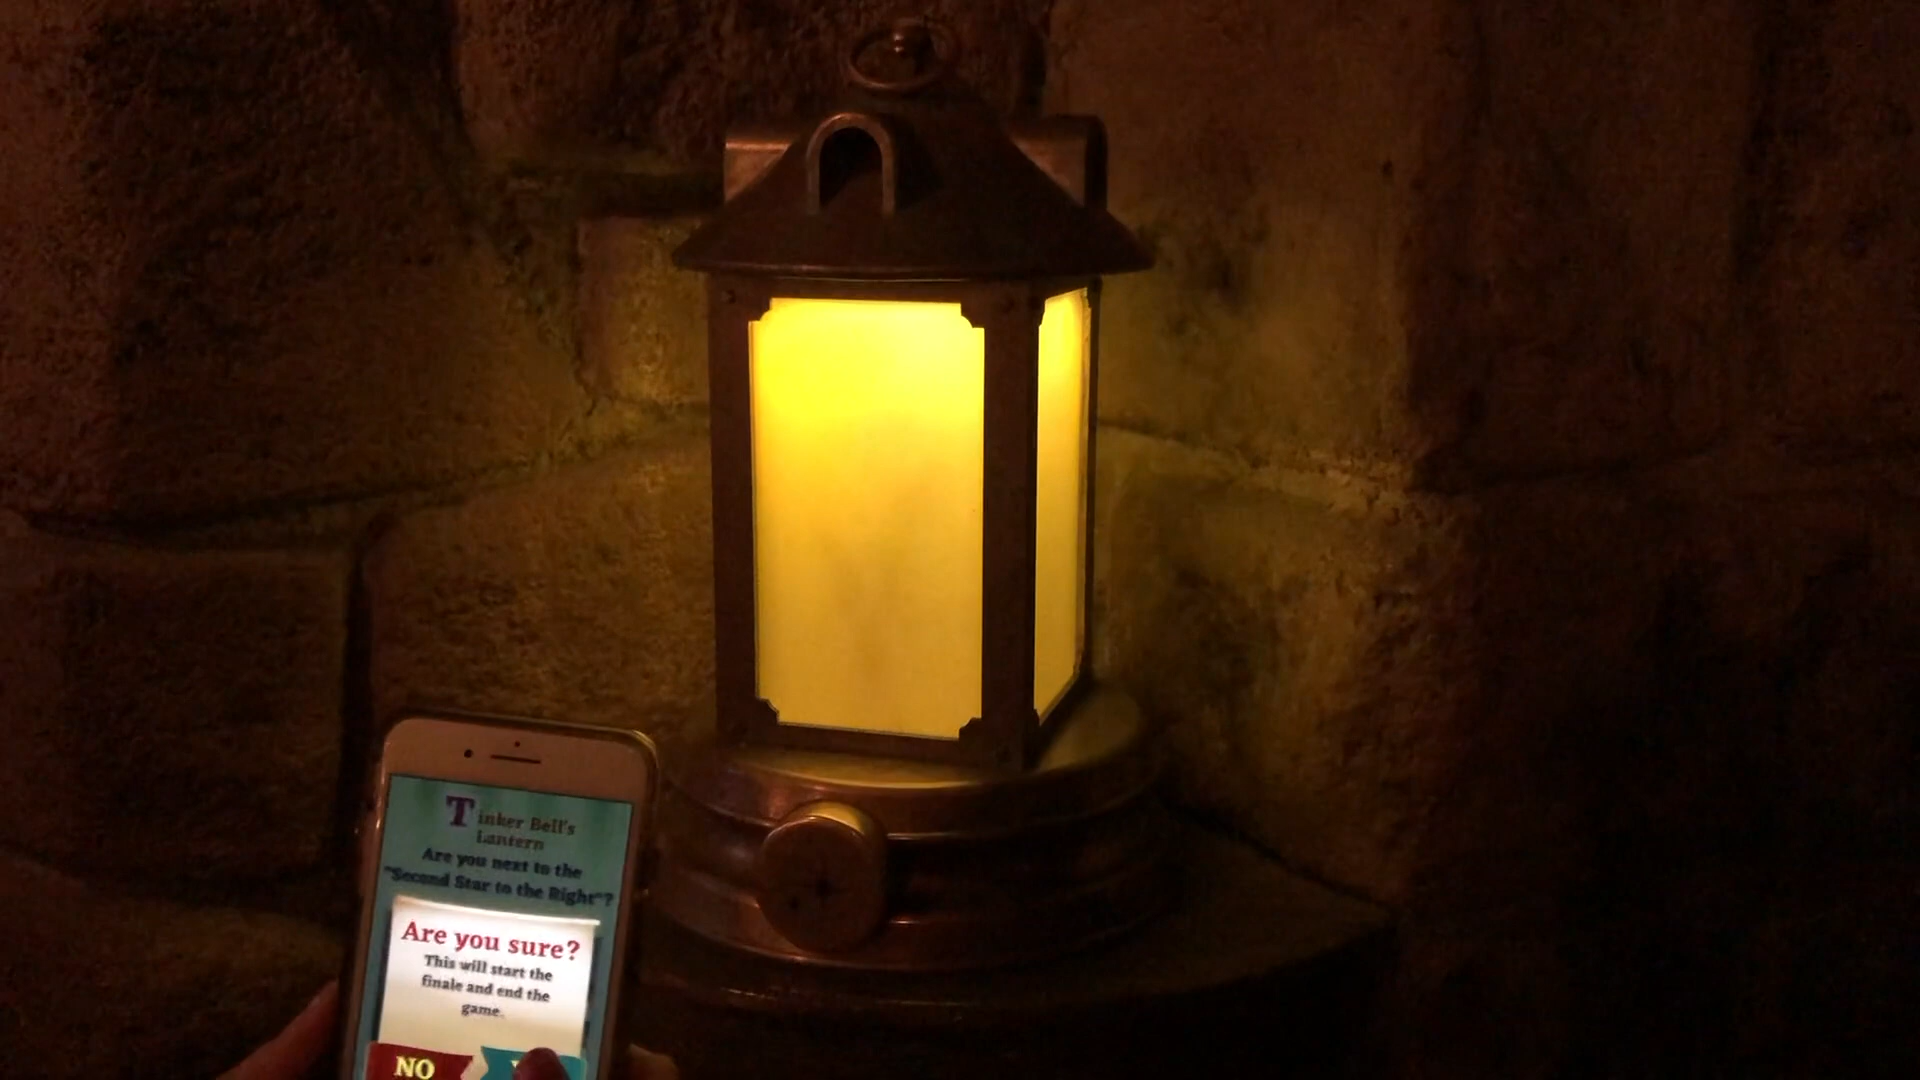 Tinker Bell's
Lantern
Are you next to the
"Second Star to the Right"?
Are you sure?
This will start the
finale and end the
game.
NO